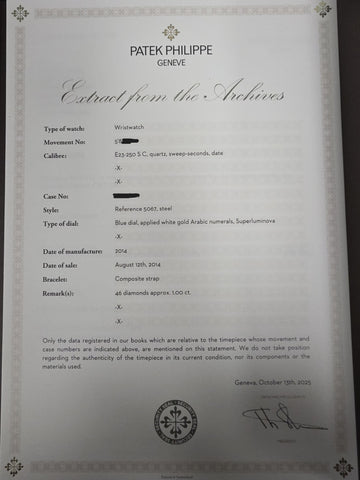 PATEK PHILIPPE
GENEVE
Extract from the Archives
Type of watch: Wristwatch
Movement No:
Calibre: E23-250 S C, quartz, sweep-seconds, date
-X-
-X-
Case No:
Style: Reference 5067, steel
Type of dial: Blue dial, applied white gold Arabic numerals, Superluminova
-X-
Date of manufacture: 2014
Date of sale: August 12th, 2014
Bracelet: Composite strap
Remark(s): 46 diamonds approx. 1.00 ct.
-X-
-X-
Only the data registered in our books which are relative to the timepiece whose movement and
case numbers are indicated above, are mentioned on this statement. We do not take position
regarding the authenticity of the timepiece in its current condition, nor its components or the
materials used.
Geneva, October 13th, 2025
PRESIDENT